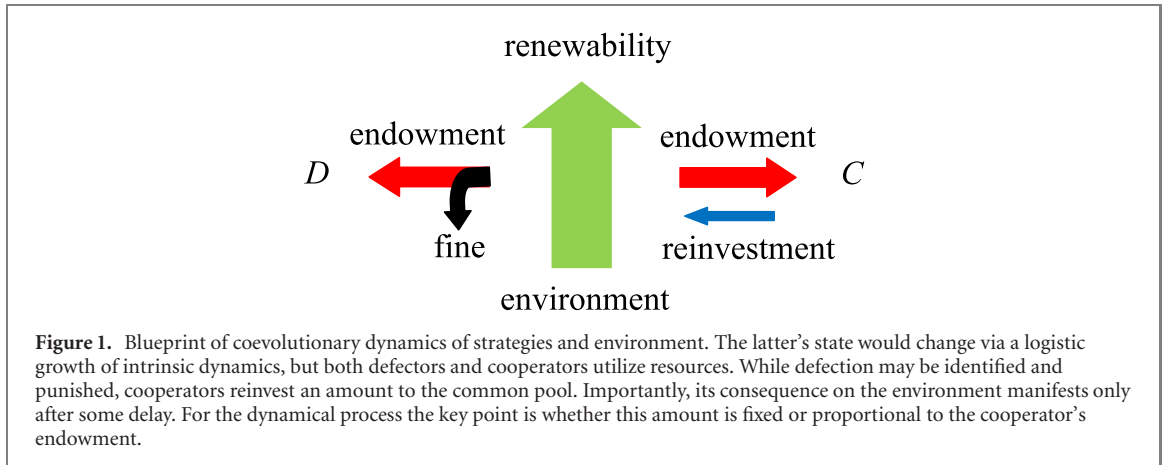 renewability
endowment
endowment
D
C
fine
reinvestment
environment
Figure 1. Blueprint of coevolutionary dynamics of strategies and environment. The latter's state would change via a logistic
growth of intrinsic dynamics, but both defectors and cooperators utilize resources. While defection may be identified and
punished, cooperators reinvest an amount to the common pool. Importantly, its consequence on the environment manifests only
after some delay. For the dynamical process the key point is whether this amount is fixed or proportional to the cooperator's
endowment.